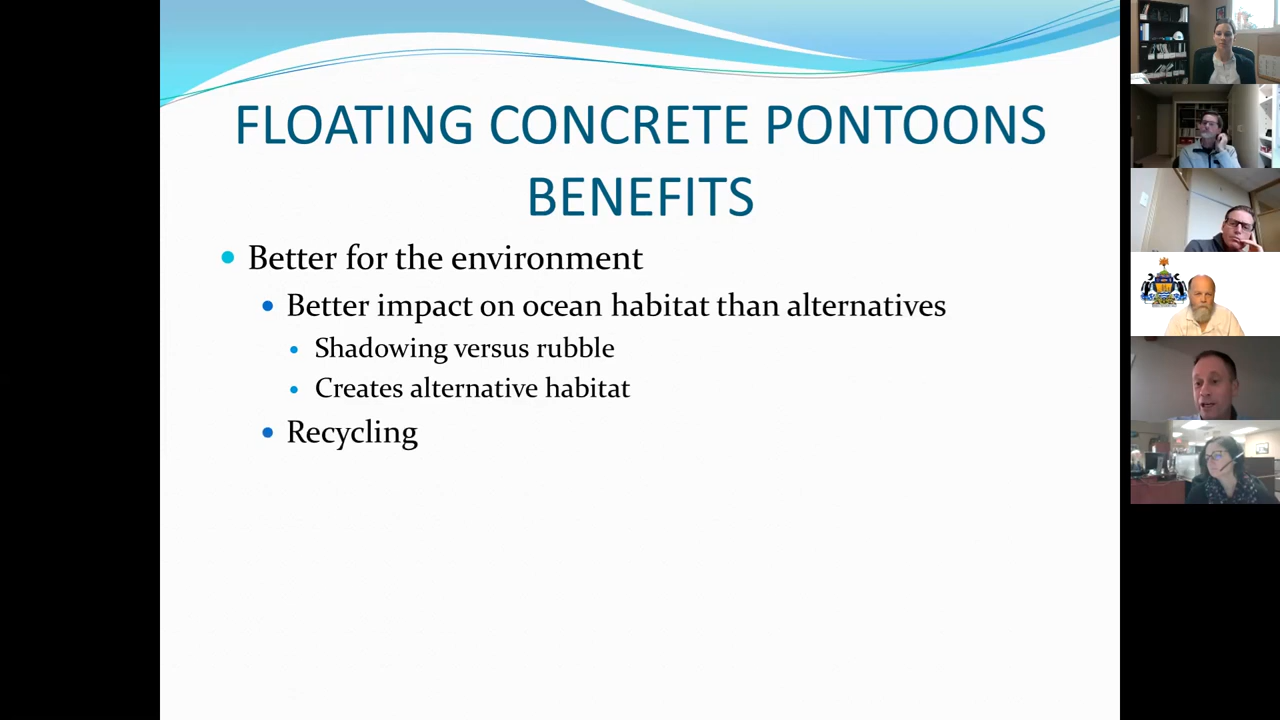 FLOATING CONCRETE PONTOONS
BENEFITS
Better for the environment
Better impact on ocean habitat than alternatives
Shadowing versus rubble
Creates alternative habitat
Recycling